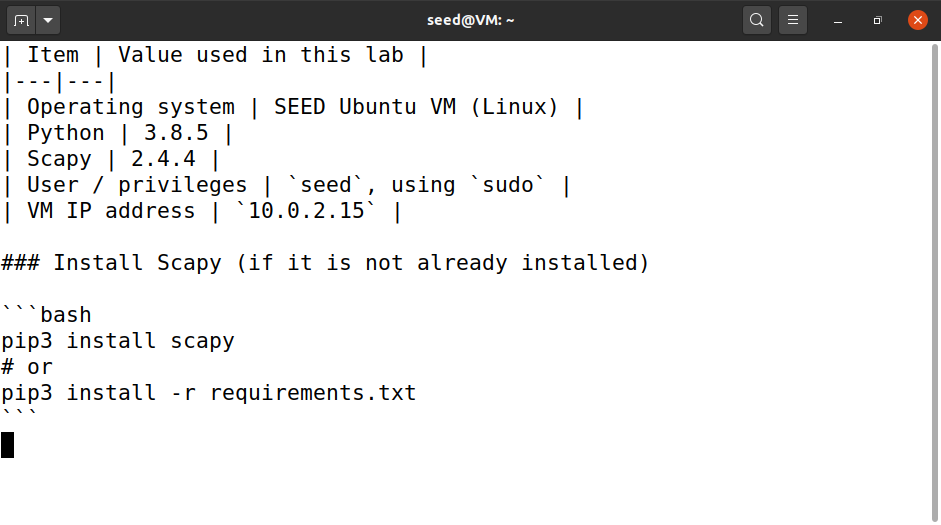 seed@VM: ~
| Item | Value used in this lab |
|---|---|
| Operating system | SEED Ubuntu VM (Linux) |
| Python | 3.8.5 |
| Scapy | 2.4.4 |
| User / privileges | `seed`, using `sudo` |
| VM IP address | `10.0.2.15` |
### Install Scapy (if it is not already installed)
```bash
pip3 install scapy
# or
pip3 install -r requirements.txt
```